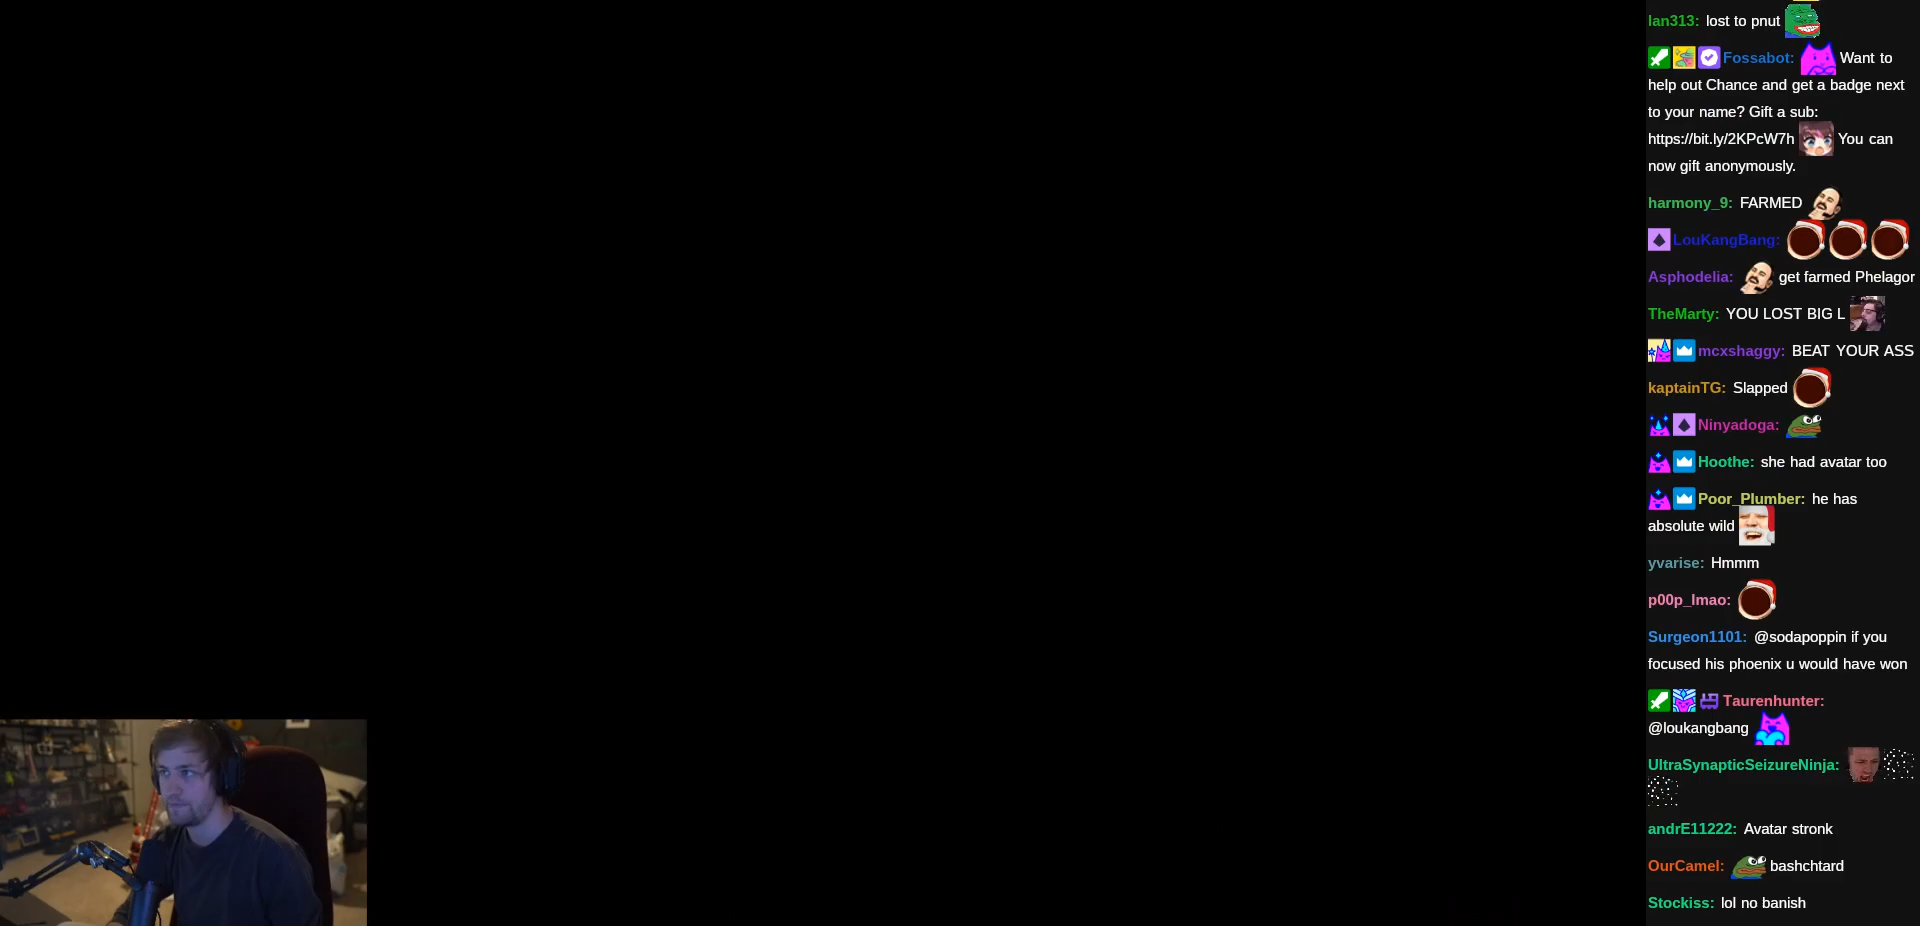 Ian313: lost to pnut
Fossabot: Want to
help out Chance and get a badge next
to your name? Gift a sub:
https://bit.ly/2KPcW7h You can
now gift anonymously.
harmony_9: FARMED
LouKangBang:
Asphodelia: get farmed Phelagor
TheMarty: YOU LOST BIG L
mcxshaggy: BEAT YOUR ASS
kaptainTG: Slapped
Ninyadoga:
Hoothe: she had avatar too
Poor_Plumber: he has
absolute wild
yvarise: Hmmm
p00p_lmao:
Surgeon1101: @sodapoppin if you
focused his phoenix u would have won
Taurenhunter:
@loukangbang
UltraSynapticSeizureNinja:
andrE11222: Avatar stronk
OurCamel: bashchtard
Stockiss: lol no banish